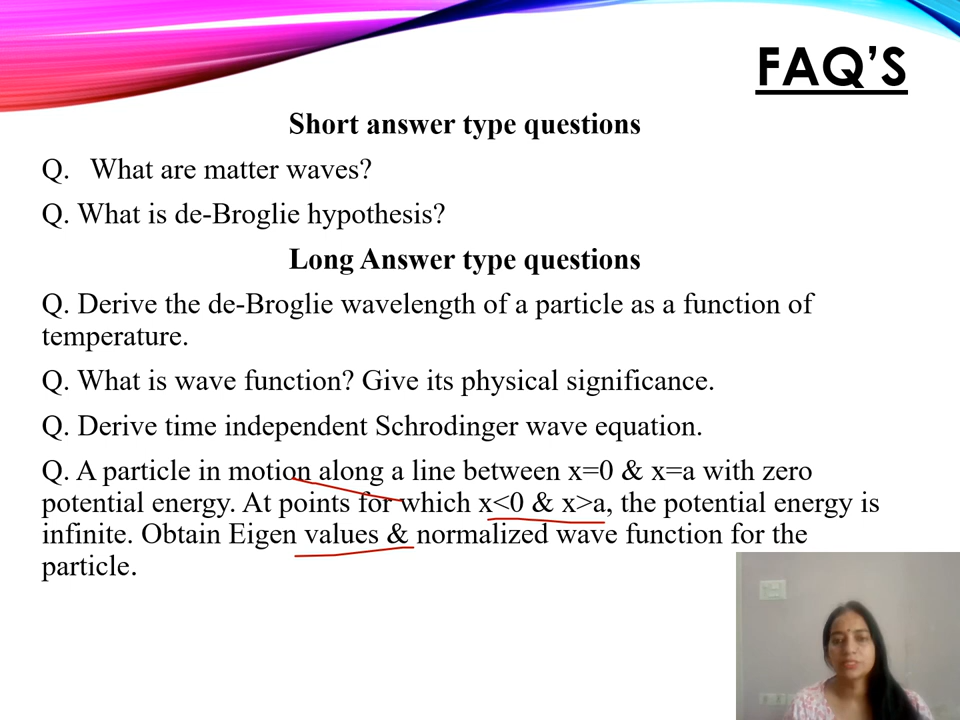 FAQ’S
Short answer type questions
Q. What are matter waves?
Q. What is de-Broglie hypothesis?
Long Answer type questions
Q. Derive the de-Broglie wavelength of a particle as a function of
temperature.
Q. What is wave function? Give its physical significance.
Q. Derive time independent Schrodinger wave equation.
Q. A particle in motion along a line between x=0 & x=a with zero
potential energy. At points for which x<0 & x>a, the potential energy is
infinite. Obtain Eigen values & normalized wave function for the
particle.